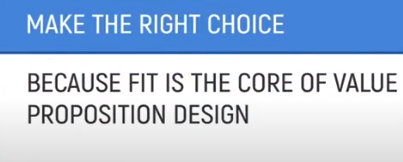 MAKE THE RIGHT CHOICE
BECAUSE FIT IS THE CORE OF VALUE
PROPOSITION DESIGN